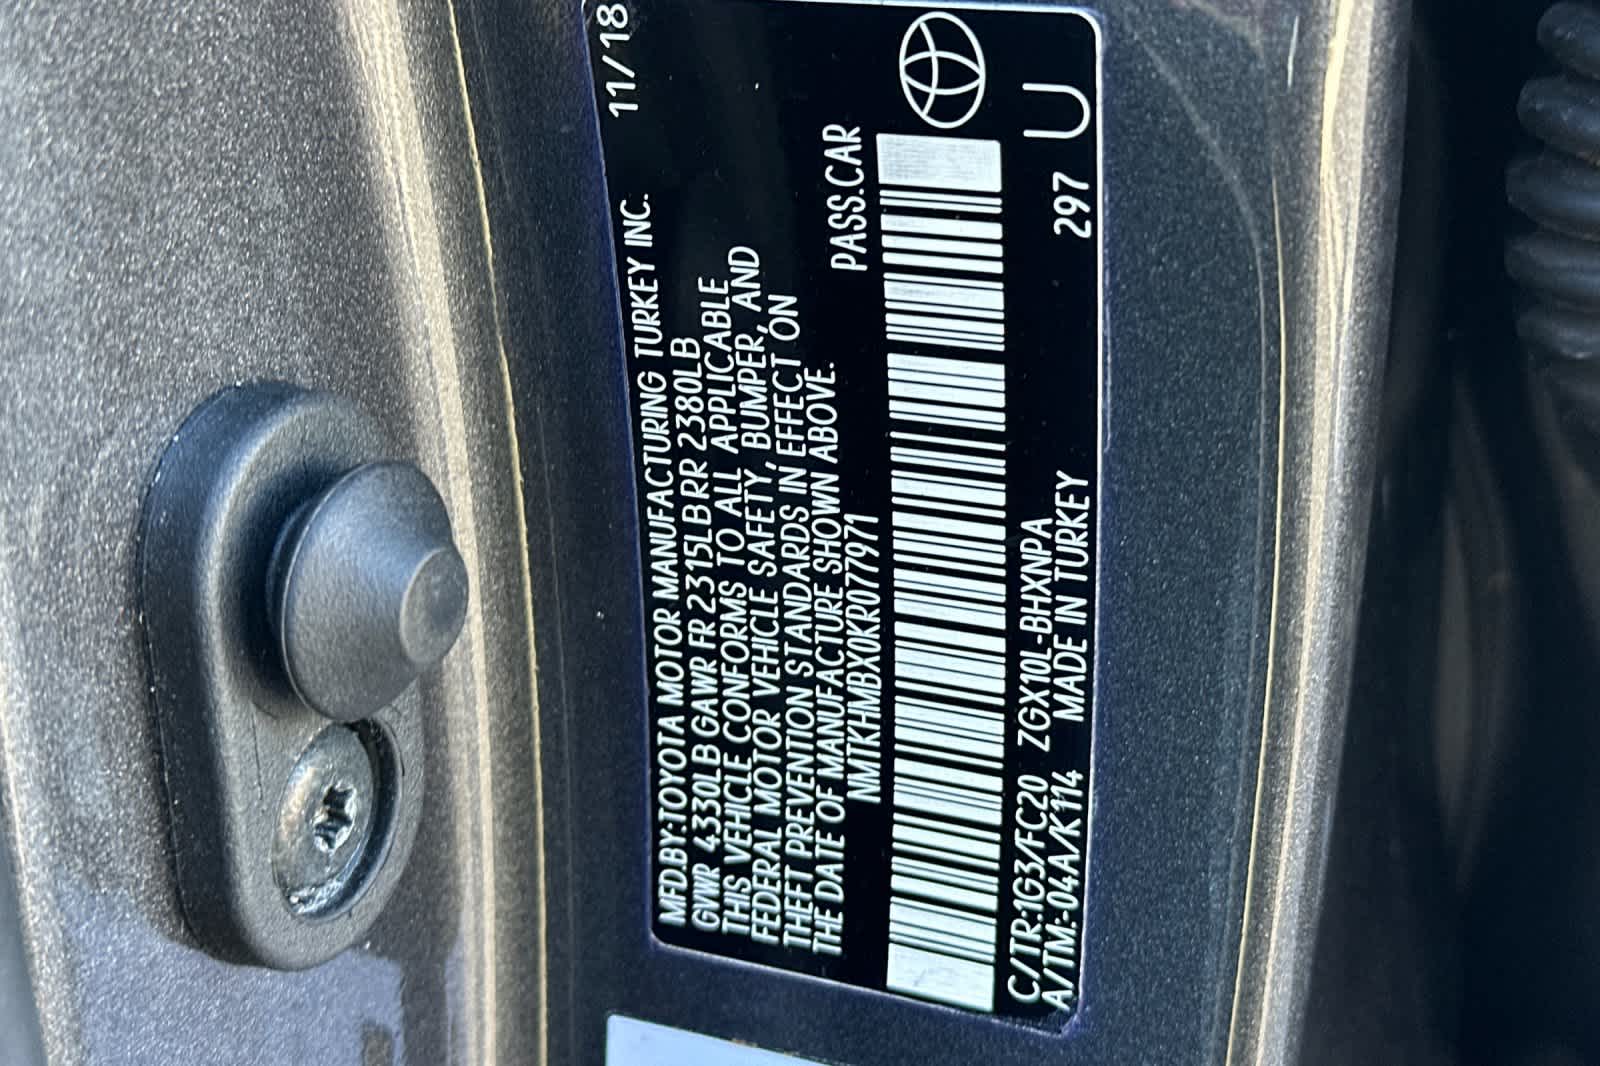 MFD.BY:TOYOTA MOTOR MANUFACTURING TURKEY INC. 11/18
GVWR 4330LB GAWR FR 2315LB RR 2380LB
THIS VEHICLE CONFORMS TO ALL APPLICABLE
FEDERAL MOTOR VEHICLE SAFETY, BUMPER, AND
THEFT PREVENTION STANDARDS IN EFFECT ON
THE DATE OF MANUFACTURE SHOWN ABOVE.
NMTKHMBX0KR077971 PASS.CAR
C/TR:1G3/FC20 ZGX10L-BHXNPA
A/TM:-04A/K114 MADE IN TURKEY 297 U